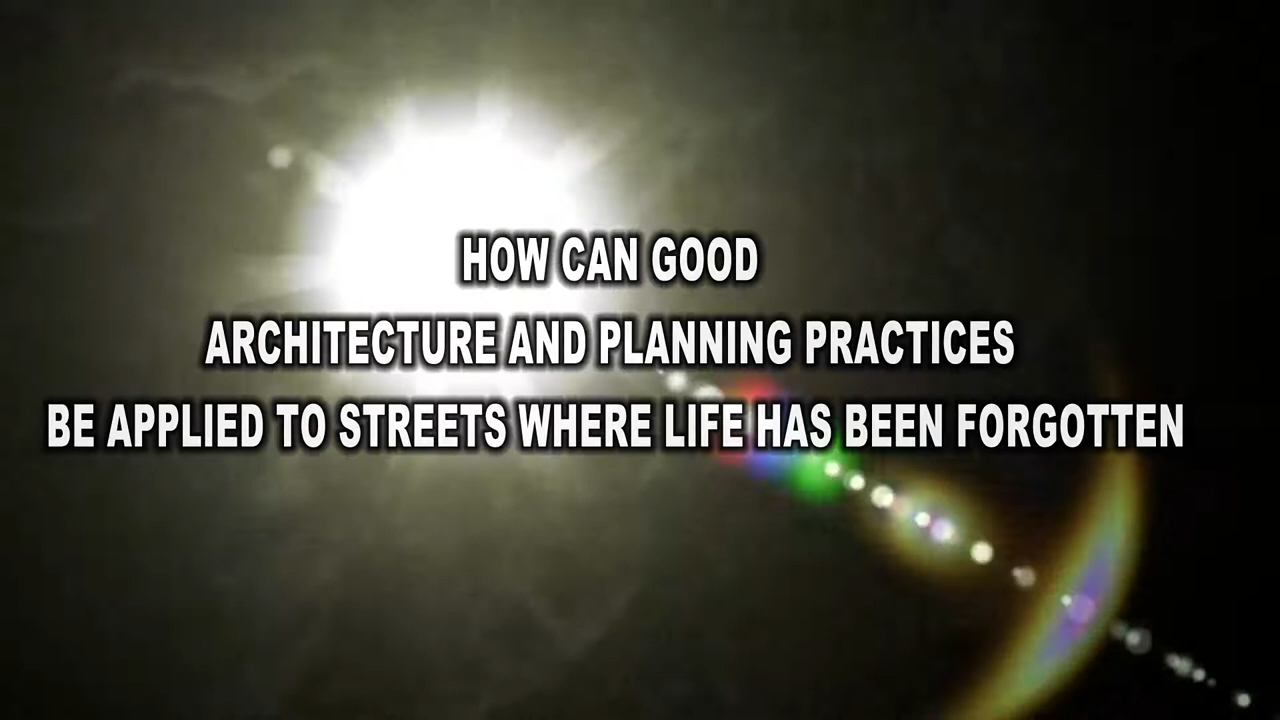 HOW CAN GOOD
ARCHITECTURE AND PLANNING PRACTICES
BE APPLIED TO STREETS WHERE LIFE HAS BEEN FORGOTTEN